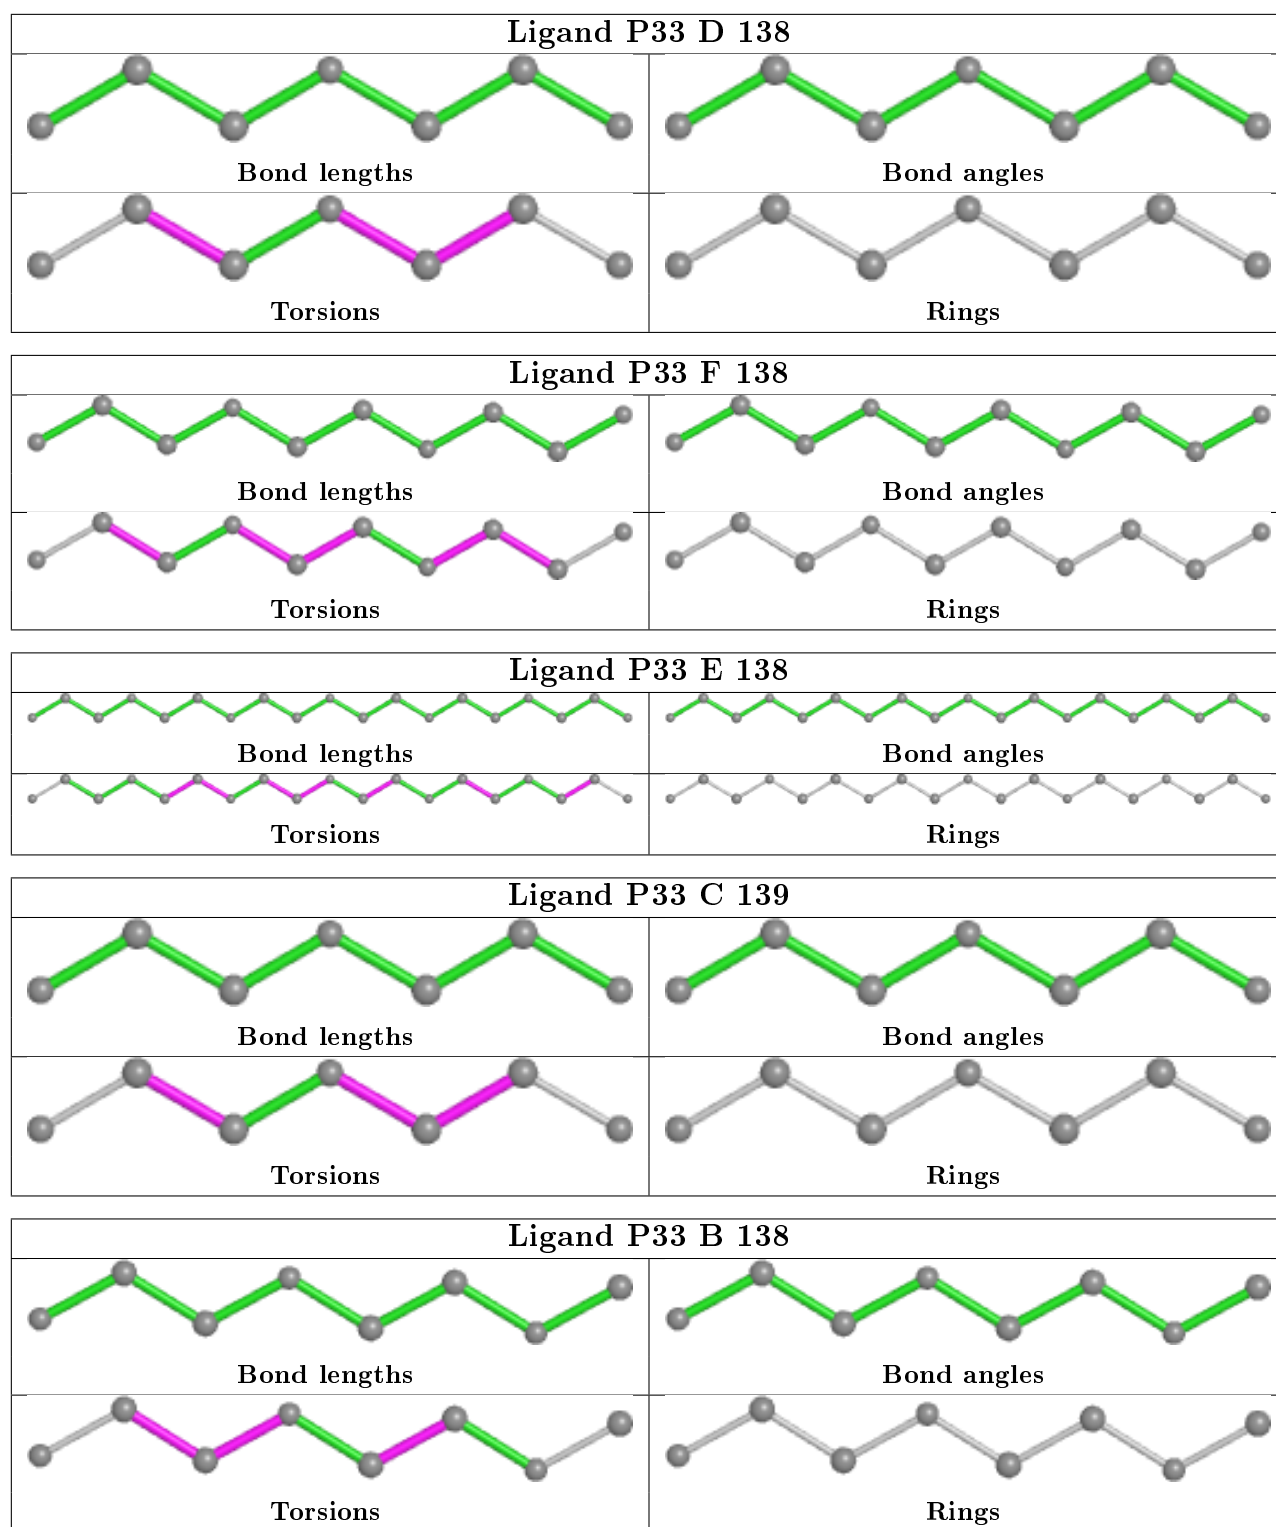 Ligand P33 D 138
Bond lengths Bond angles
Torsions Rings
Ligand P33 F 138
Bond lengths Bond angles
Torsions Rings
Ligand P33 E 138
Bond lengths Bond angles
Torsions Rings
Ligand P33 C 139
Bond lengths Bond angles
Torsions Rings
Ligand P33 B 138
Bond lengths Bond angles
Torsions Rings